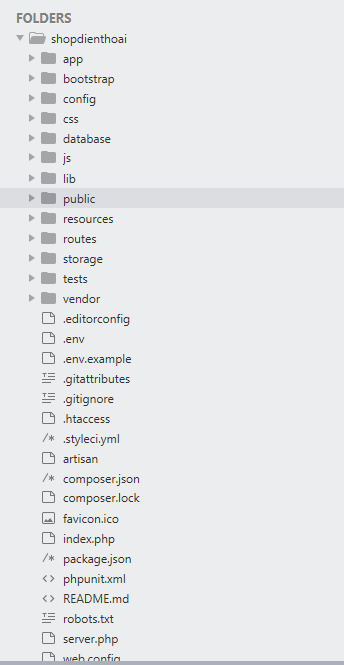 FOLDERS
shopdienthoai
app
bootstrap
config
css
database
js
lib
public
resources
routes
storage
tests
vendor
.editorconfig
.env
.env.example
.gitattributes
.gitignore
.htaccess
.styleci.yml
artisan
composer.json
composer.lock
favicon.ico
index.php
package.json
phpunit.xml
README.md
robots.txt
server.php
web.config